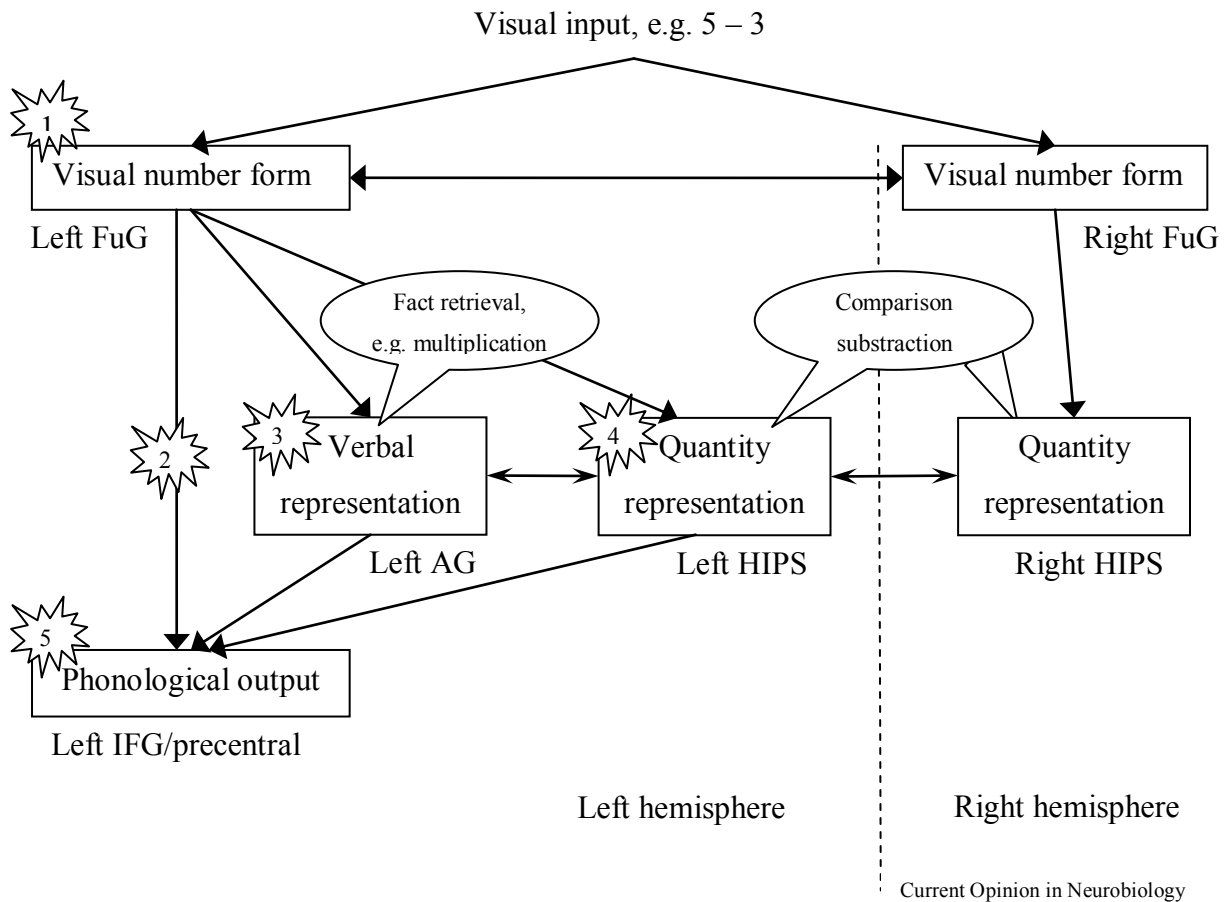 Visual input, e.g. 5 – 3
1
Visual number form
Visual number form
Left FuG
Right FuG
Fact retrieval,
e.g. multiplication
Comparison
substraction
2
3
Verbal
representation
4
Quantity
representation
Quantity
representation
Left AG
Left HIPS
Right HIPS
5
Phonological output
Left IFG/precentral
Left hemisphere
Right hemisphere
Current Opinion in Neurobiology